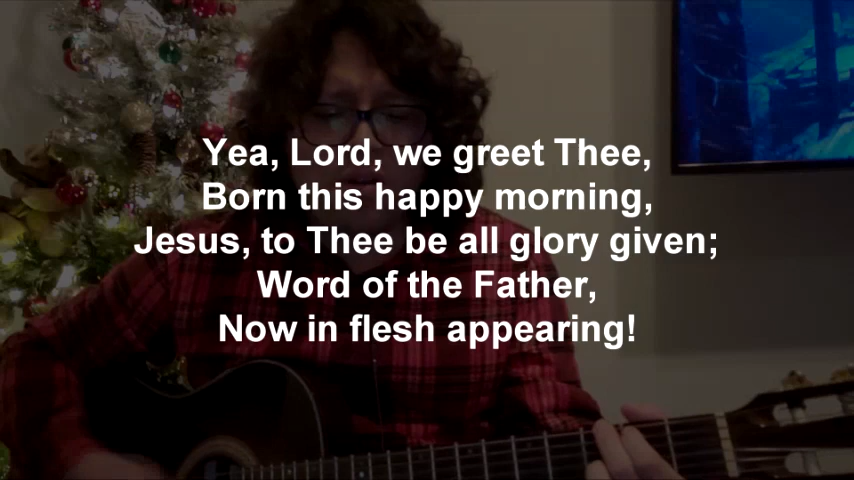 Yea, Lord, we greet Thee,
Born this happy morning,
Jesus, to Thee be all glory given;
Word of the Father,
Now in flesh appearing!